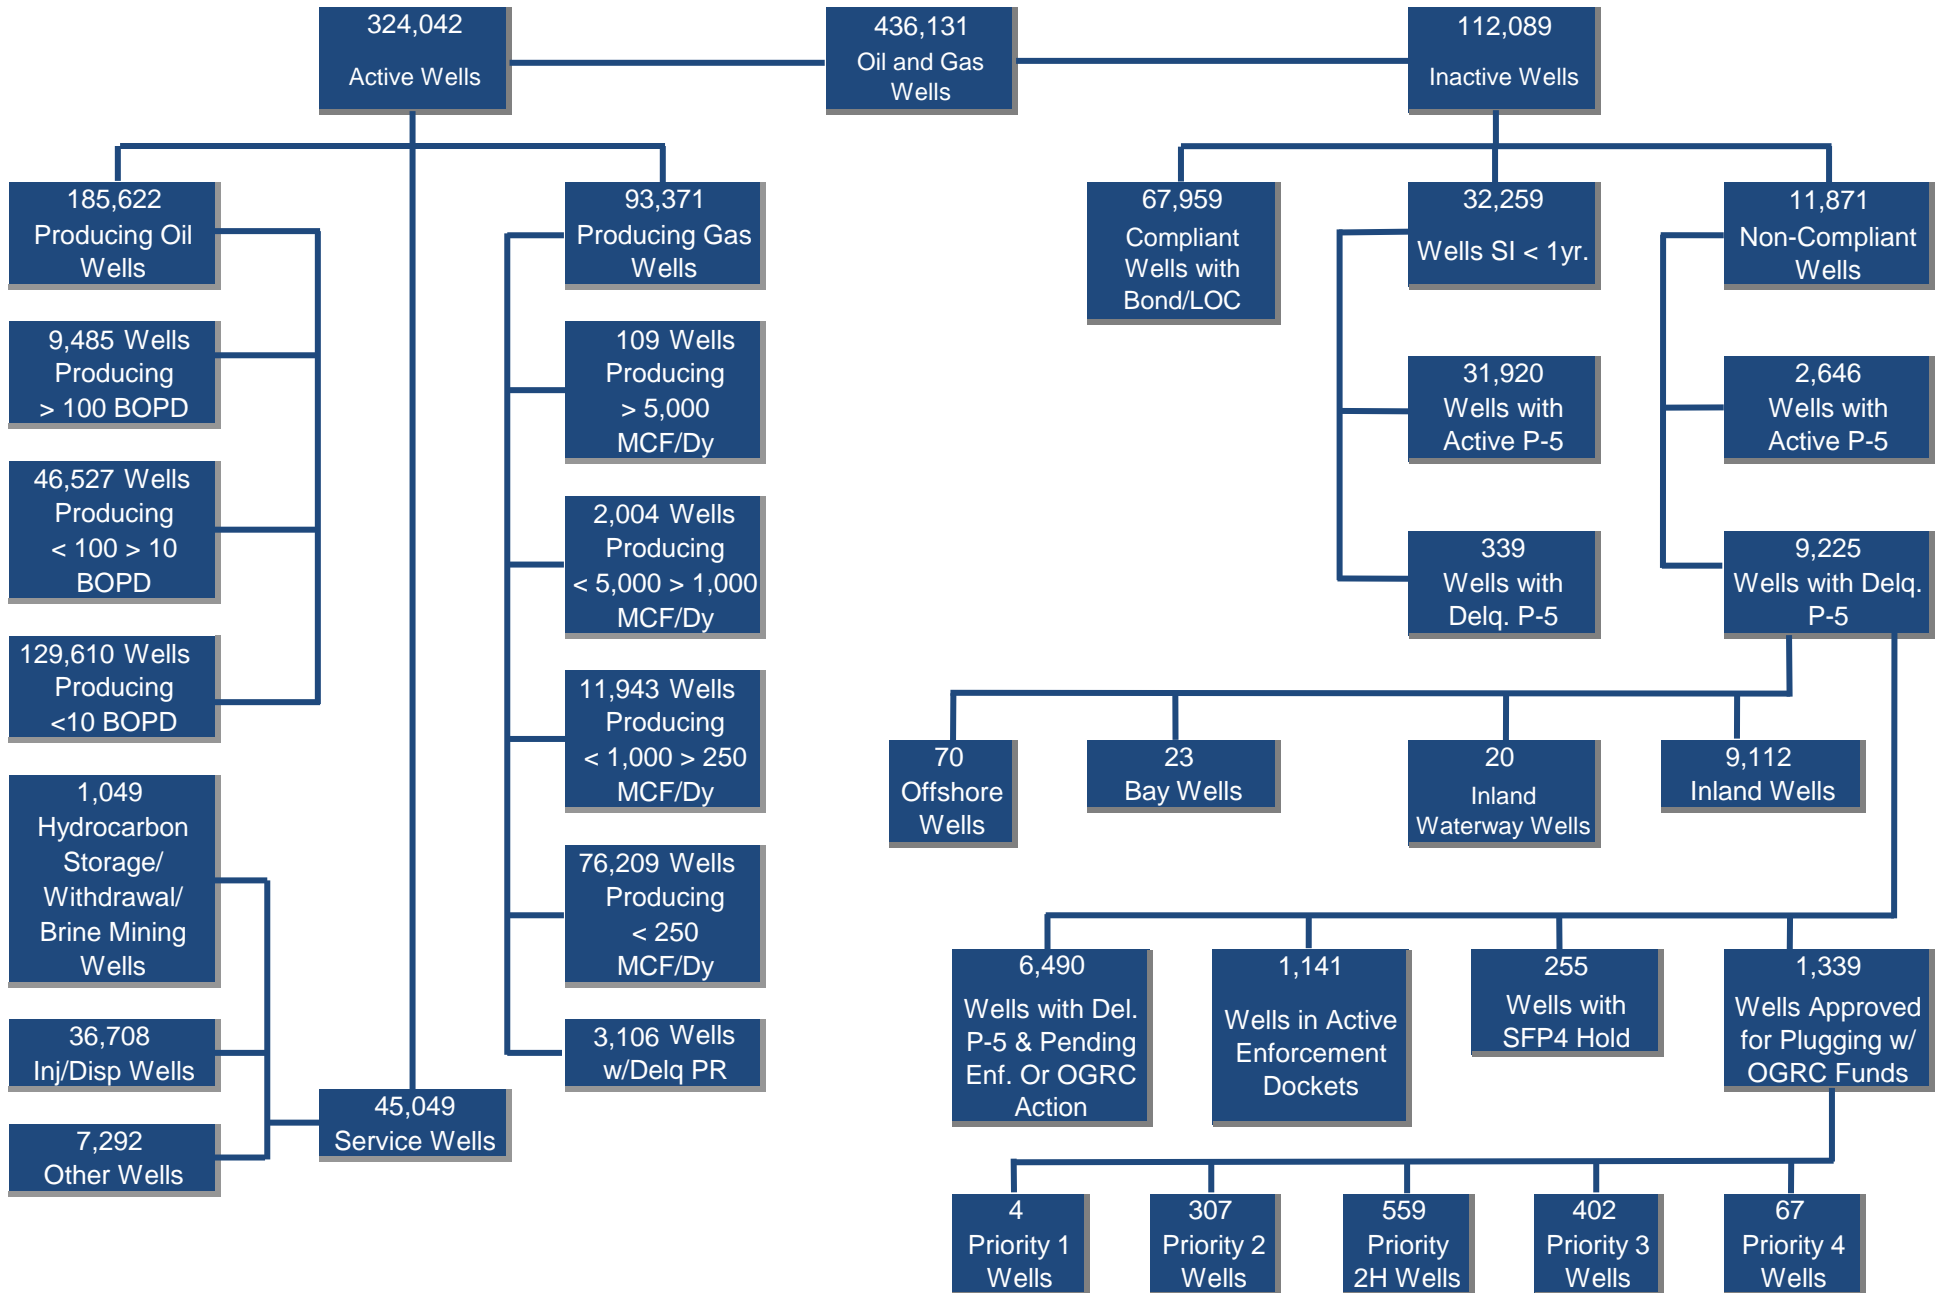 324,042
Active Wells
436,131
Oil and Gas
Wells
112,089
Inactive Wells
185,622
Producing Oil
Wells
9,485 Wells
Producing
> 100 BOPD
46,527 Wells
Producing
< 100 > 10
BOPD
129,610 Wells
Producing
<10 BOPD
1,049
Hydrocarbon
Storage/
Withdrawal/
Brine Mining
Wells
36,708
Inj/Disp Wells
7,292
Other Wells
45,049
Service Wells
93,371
Producing Gas
Wells
109 Wells
Producing
> 5,000
MCF/Dy
2,004 Wells
Producing
< 5,000 > 1,000
MCF/Dy
11,943 Wells
Producing
< 1,000 > 250
MCF/Dy
76,209 Wells
Producing
< 250
MCF/Dy
3,106 Wells
w/Delq PR
67,959
Compliant
Wells with
Bond/LOC
32,259
Wells SI < 1yr.
31,920
Wells with
Active P-5
339
Wells with
Delq. P-5
11,871
Non-Compliant
Wells
2,646
Wells with
Active P-5
9,225
Wells with Delq.
P-5
70
Offshore
Wells
23
Bay Wells
20
Inland
Waterway Wells
9,112
Inland Wells
6,490
Wells with Del.
P-5 & Pending
Enf. Or OGRC
Action
1,141
Wells in Active
Enforcement
Dockets
255
Wells with
SFP4 Hold
1,339
Wells Approved
for Plugging w/
OGRC Funds
4
Priority 1
Wells
307
Priority 2
Wells
559
Priority
2H Wells
402
Priority 3
Wells
67
Priority 4
Wells